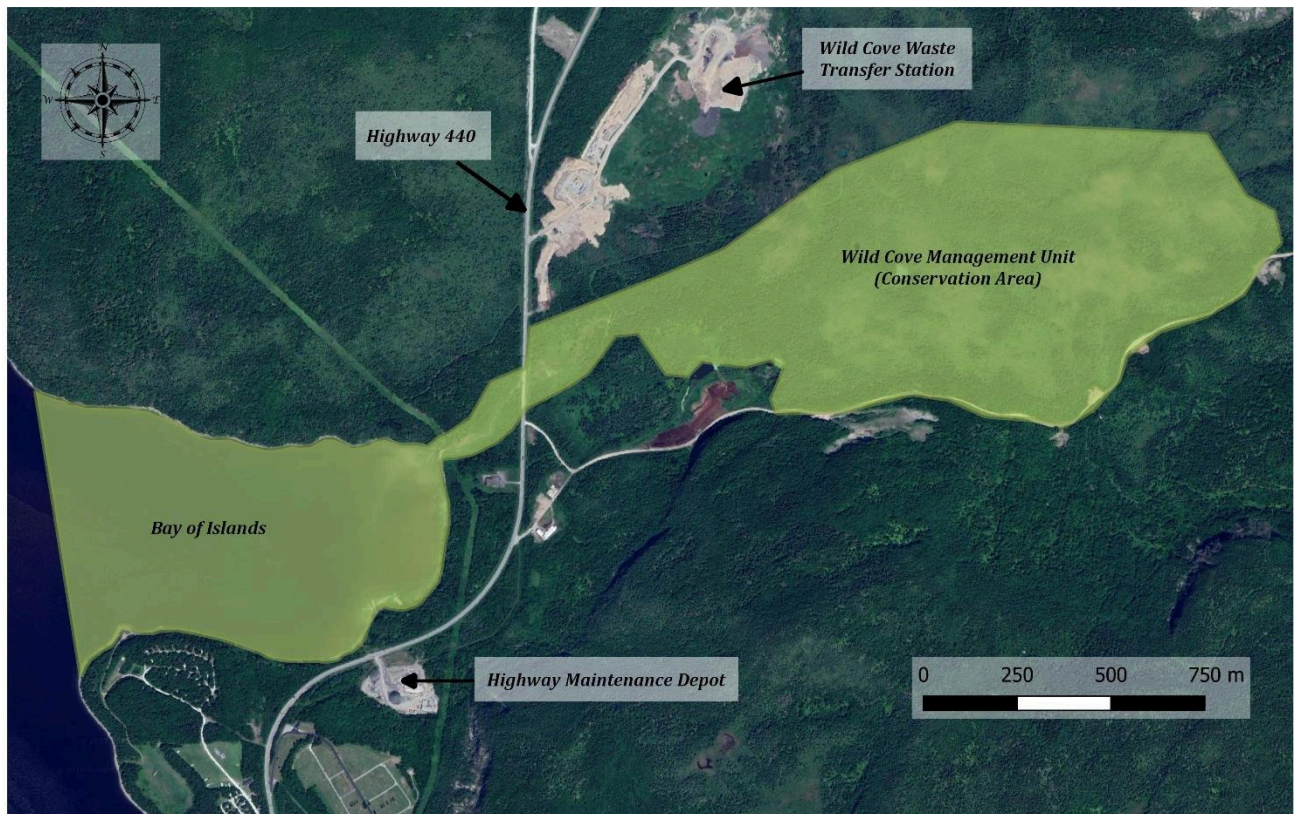 N
W
E
S
Wild Cove Waste
Transfer Station
Highway 440
Wild Cove Management Unit
(Conservation Area)
Bay of Islands
Highway Maintenance Depot
0 250 500 750 m